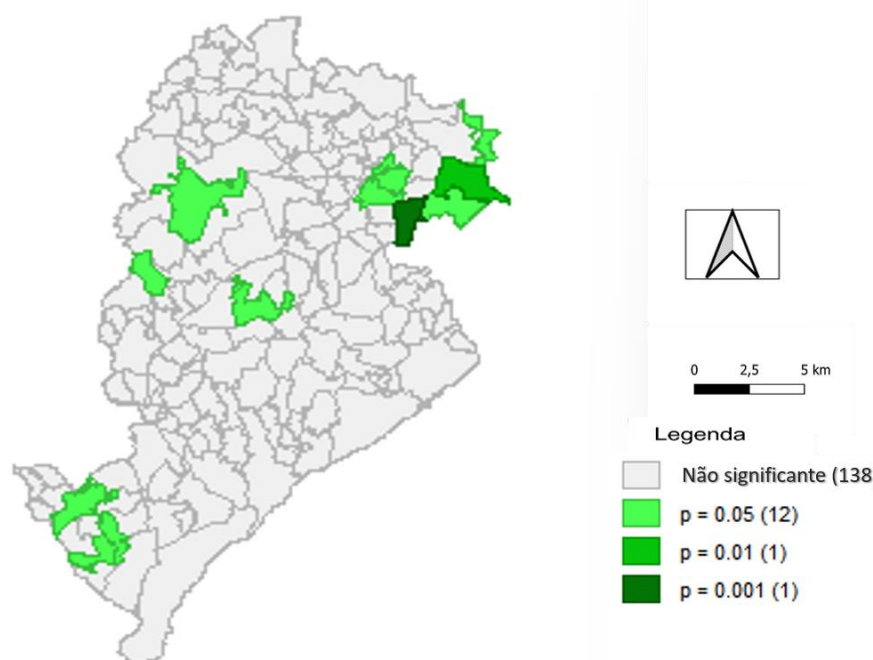 0 2,5 5 km
Legenda
Não significante (138
p = 0.05 (12)
p = 0.01 (1)
p = 0.001 (1)